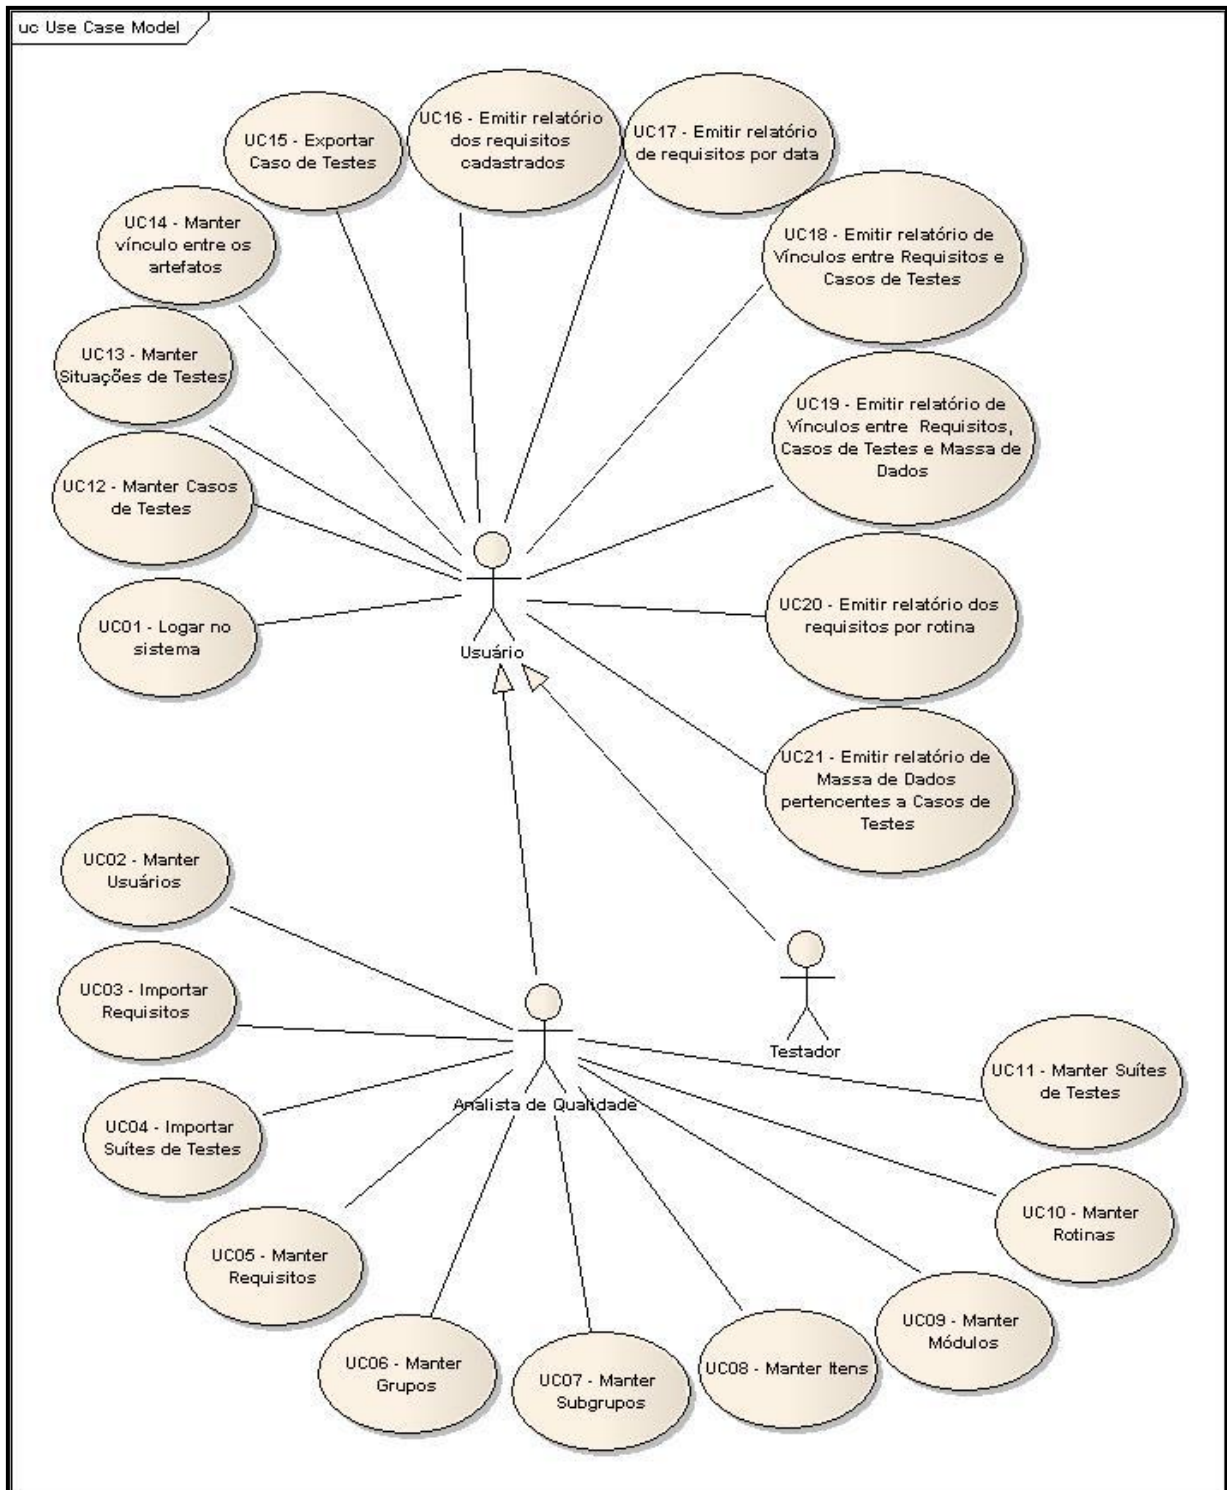 uc Use Case Model
UC15 - Exportar
Caso de Testes
UC16 - Emitir relatório
dos requisitos
cadastrados
UC17 - Emitir relatório
de requisitos por data
UC14 - Manter
vínculo entre os
artefatos
UC18 - Emitir relatório de
Vínculos entre Requisitos e
Casos de Testes
UC13 - Manter
Situações de Testes
UC19 - Emitir relatório de
Vínculos entre Requisitos,
Casos de Testes e Massa de
Dados
UC12 - Manter Casos
de Testes
UC01 - Logar no
sistema
Usuário
UC20 - Emitir relatório dos
requisitos por rotina
UC21 - Emitir relatório de
Massa de Dados
pertencentes a Casos de
Testes
UC02 - Manter
Usuários
UC03 - Importar
Requisitos
Testador
UC04 - Importar
Suítes de Testes
Analista de Qualidade
UC11 - Manter Suítes
de Testes
UC10 - Manter
Rotinas
UC05 - Manter
Requisitos
UC09 - Manter
Módulos
UC06 - Manter
Grupos
UC07 - Manter
Subgrupos
UC08 - Manter Itens